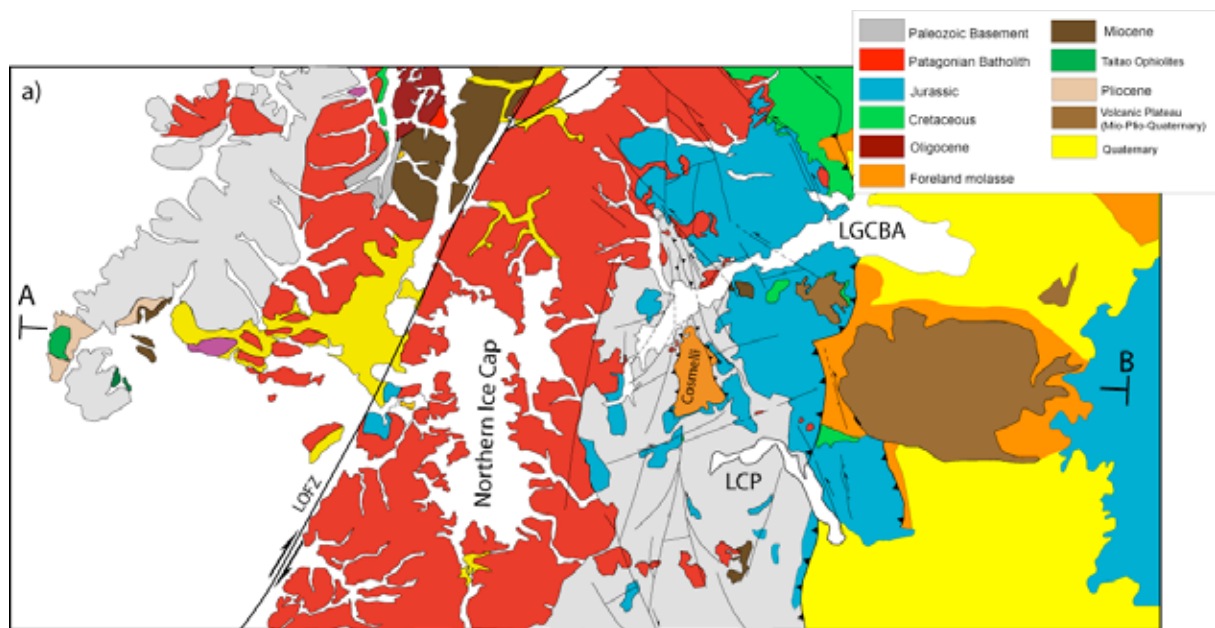 Paleozoic Basement
Patagonian Batholith
Jurassic
Cretaceous
Oligocene
Foreland molasse
Miocene
Taitao Ophiolites
Pliocene
Volcanic Plateau
(Mio-Plio-Quaternary)
Quaternary
a)
LGCBA
A
B
Cosmelli
Northern Ice Cap
LCP
LOFZ